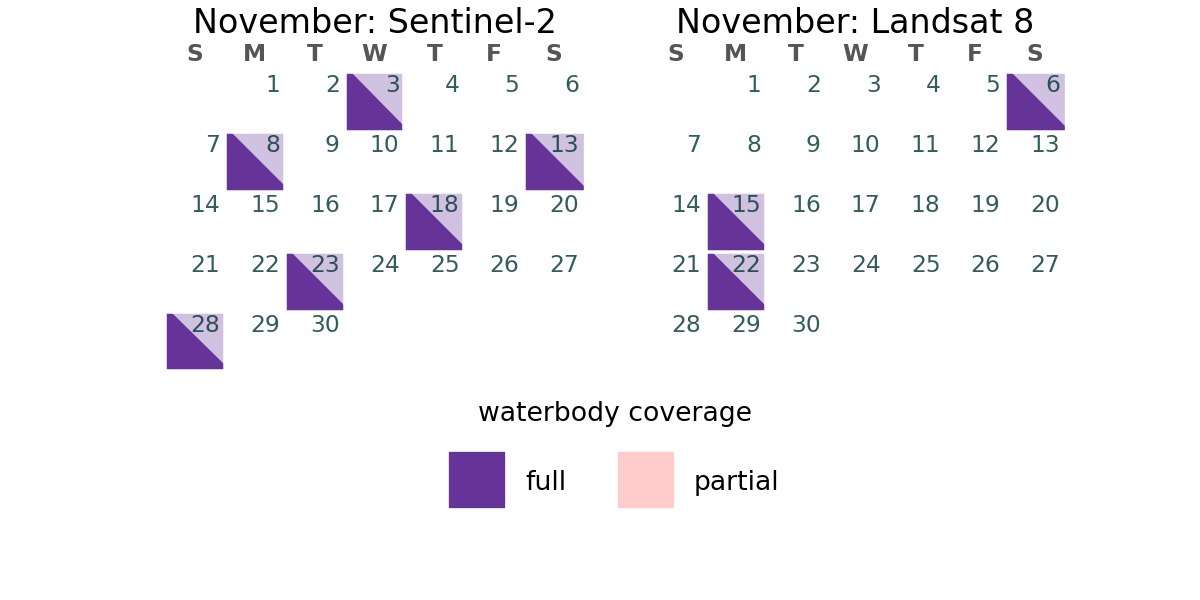 November: Sentinel-2
S M T W T F S
1 2 3 4 5 6
7 8 9 10 11 12 13
14 15 16 17 18 19 20
21 22 23 24 25 26 27
28 29 30
November: Landsat 8
S M T W T F S
1 2 3 4 5 6
7 8 9 10 11 12 13
14 15 16 17 18 19 20
21 22 23 24 25 26 27
28 29 30
waterbody coverage
full partial